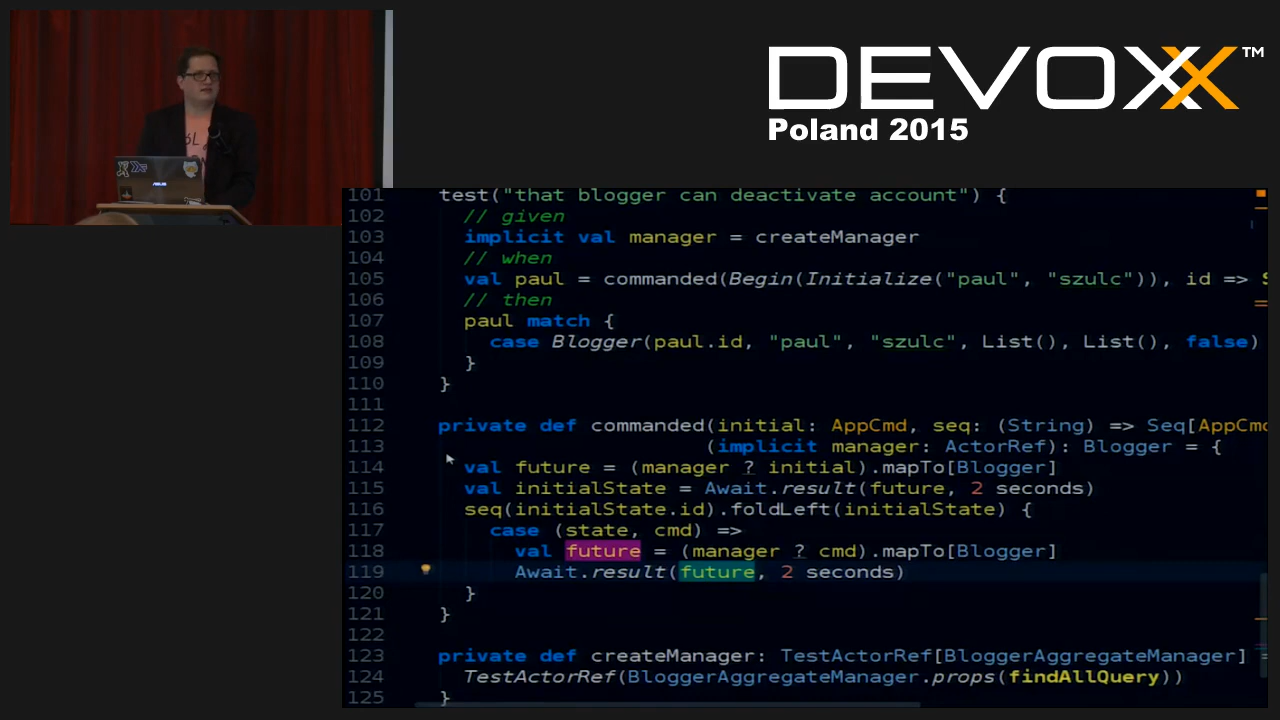 DEVOXX™
Poland 2015
101 test("that blogger can deactivate account") {
102 // given
103 implicit val manager = createManager
104 // when
105 val paul = commanded(Begin(Initialize("paul", "szulc")), id => S
106 // then
107 paul match {
108 case Blogger(paul.id, "paul", "szulc", List(), List(), false)
109 }
110 }
111
112 private def commanded(initial: AppCmd, seq: (String) => Seq[AppCmd
113 (implicit manager: ActorRef): Blogger = {
114 val future = (manager ? initial).mapTo[Blogger]
115 val initialState = Await.result(future, 2 seconds)
116 seq(initialState.id).foldLeft(initialState) {
117 case (state, cmd) =>
118 val future = (manager ? cmd).mapTo[Blogger]
119 Await.result(future, 2 seconds)
120 }
121 }
122
123 private def createManager: TestActorRef[BloggerAggregateManager] =
124 TestActorRef(BloggerAggregateManager.props(findAllQuery))
125 }